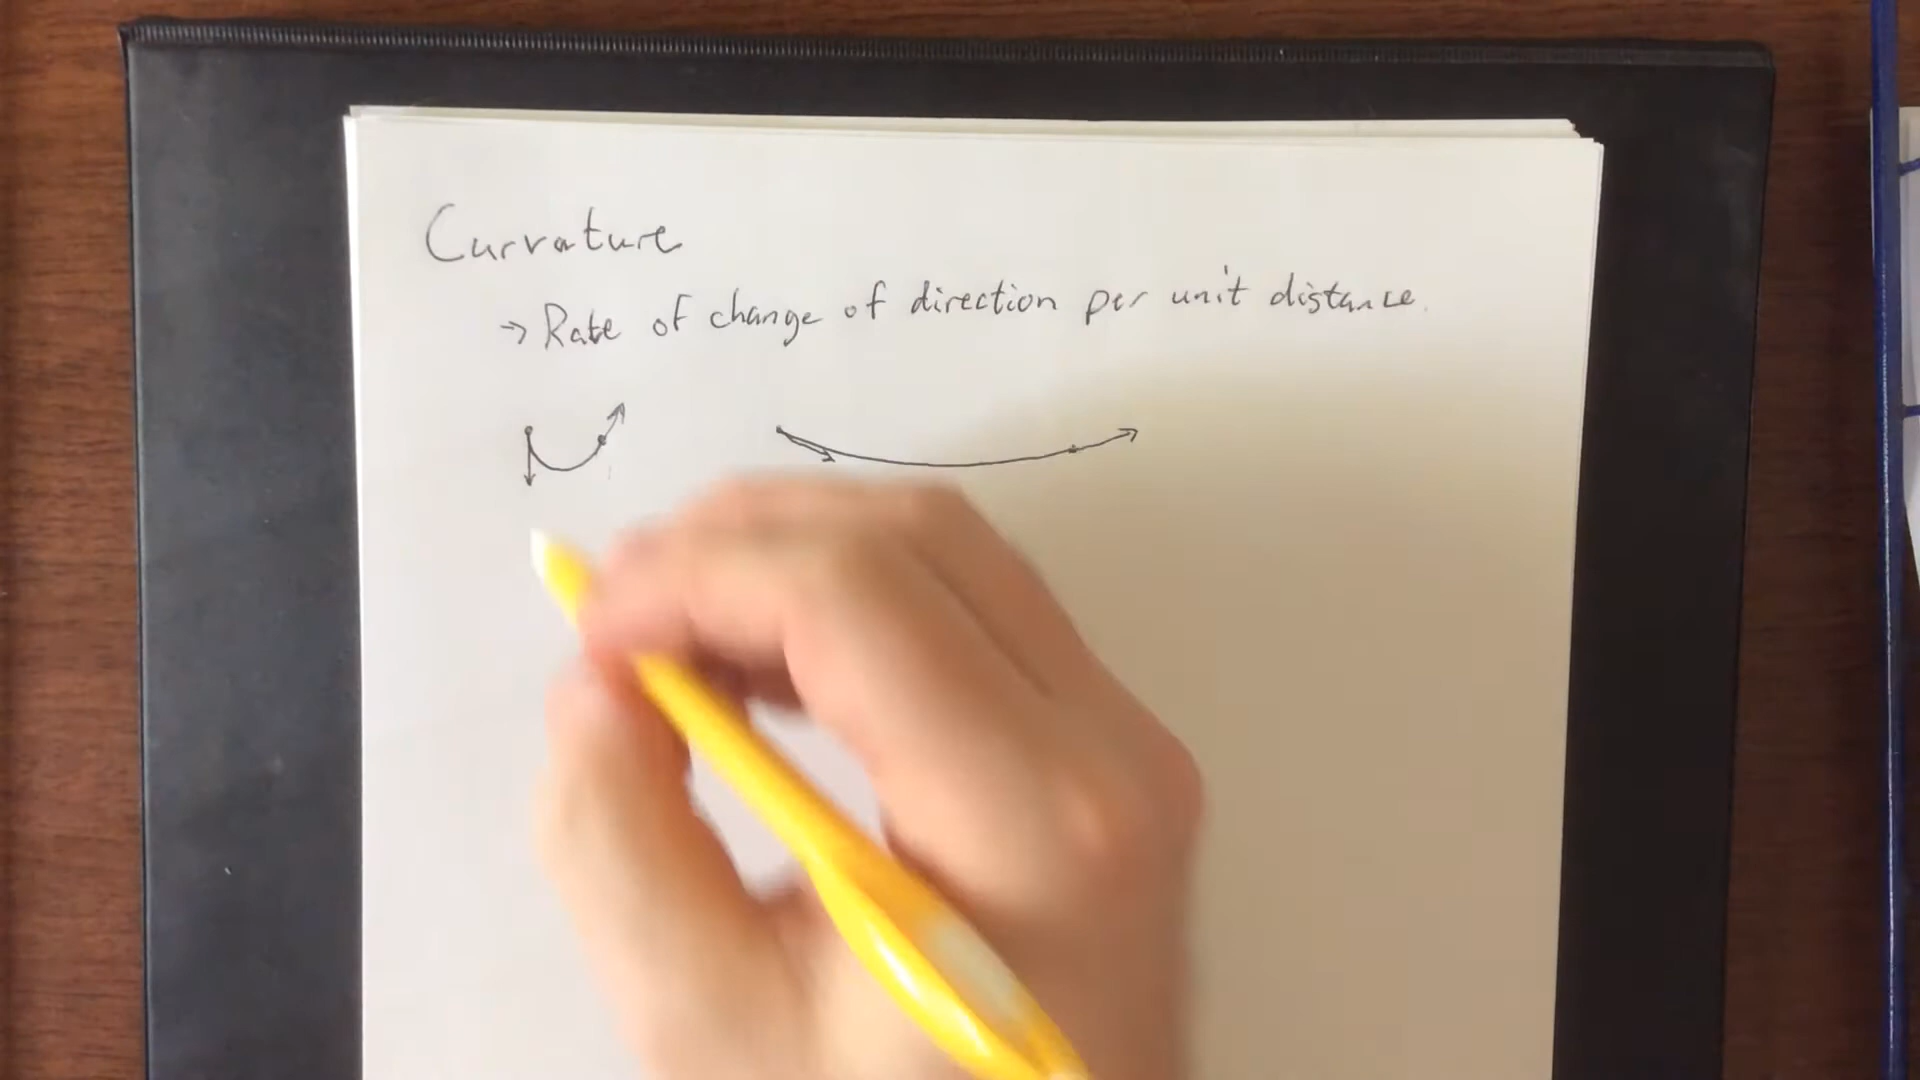 Curvature
→ Rate of change of direction per unit distance.